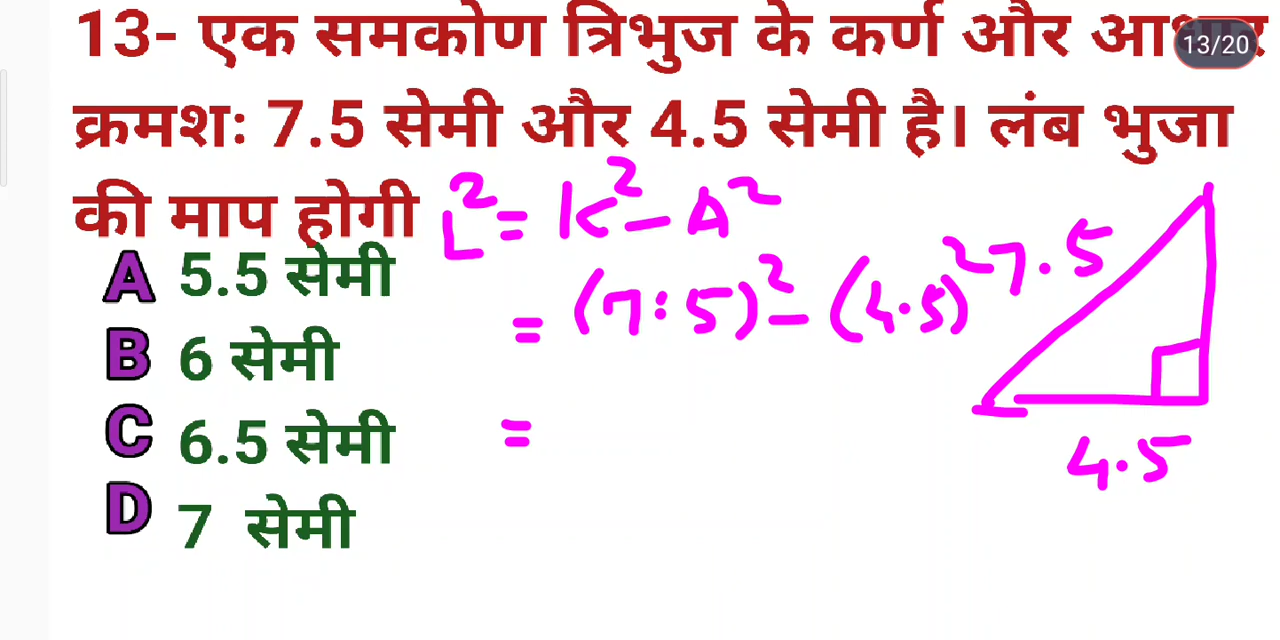 13- एक समकोण त्रिभुज के कर्ण और आधार
13/20
क्रमशः 7.5 सेमी और 4.5 सेमी है। लंब भुजा
की माप होगी
L² = K² - A²
A 5.5 सेमी
= (7.5)² - (4.5)²
7.5
B 6 सेमी
C 6.5 सेमी
=
4.5
D 7 सेमी